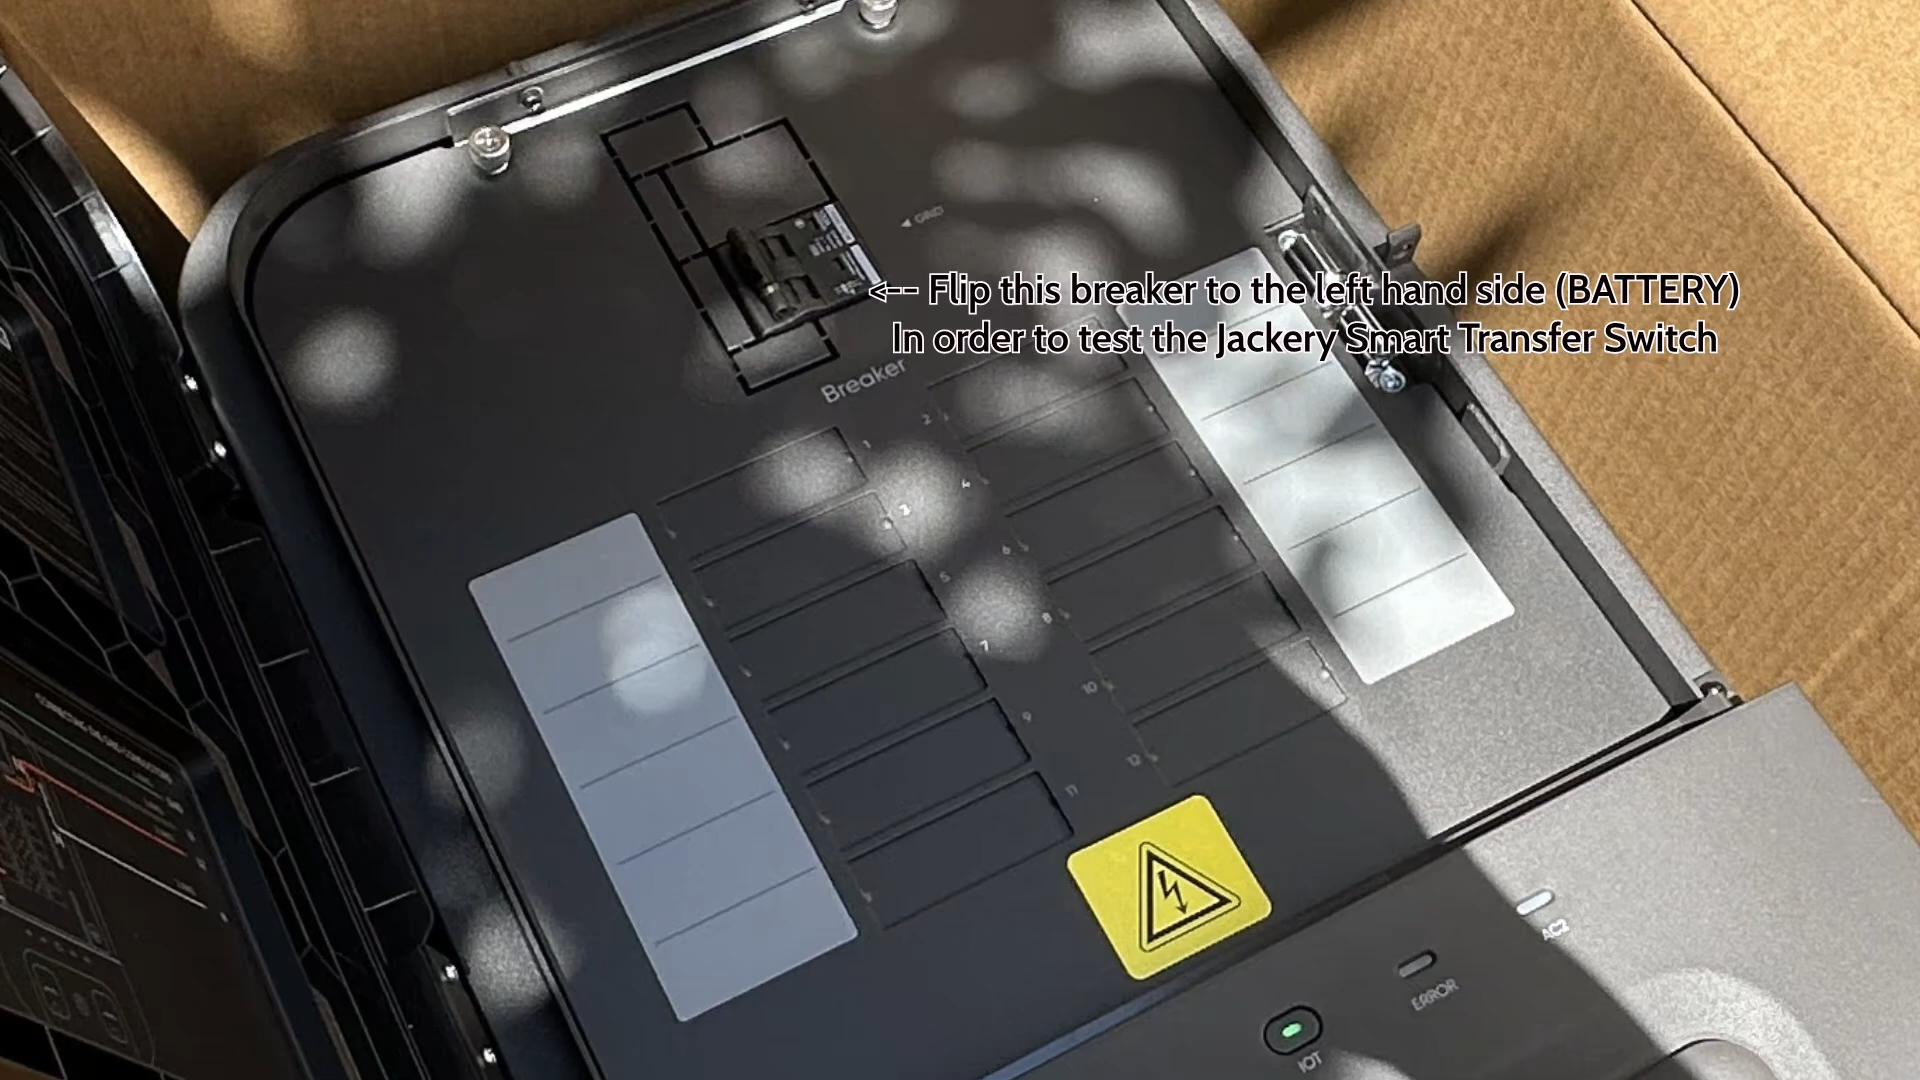 ◀ GRID
<-- Flip this breaker to the left hand side (BATTERY)
In order to test the Jackery Smart Transfer Switch
Breaker
1
2
3
4
5
6
7
8
9
10
11
12
AC2
ERROR
IOT